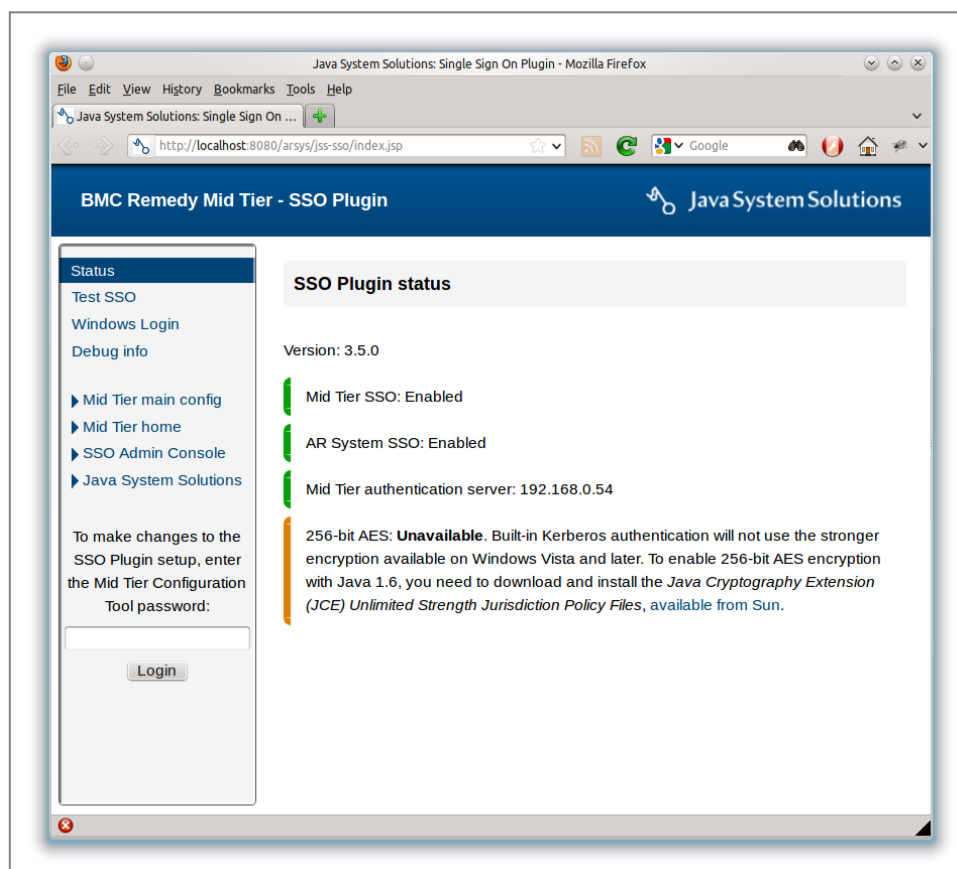 Java System Solutions: Single Sign On Plugin - Mozilla Firefox
File Edit View History Bookmarks Tools Help
Java System Solutions: Single Sign On ...
http://localhost:8080/arsys/jss-sso/index.jsp
Google
BMC Remedy Mid Tier - SSO Plugin
Java System Solutions
Status
Test SSO
Windows Login
Debug info
Mid Tier main config
Mid Tier home
SSO Admin Console
Java System Solutions
To make changes to the
SSO Plugin setup, enter
the Mid Tier Configuration
Tool password:
Login
SSO Plugin status
Version: 3.5.0
Mid Tier SSO: Enabled
AR System SSO: Enabled
Mid Tier authentication server: 192.168.0.54
256-bit AES: Unavailable. Built-in Kerberos authentication will not use the stronger
encryption available on Windows Vista and later. To enable 256-bit AES encryption
with Java 1.6, you need to download and install the Java Cryptography Extension
(JCE) Unlimited Strength Jurisdiction Policy Files, available from Sun.